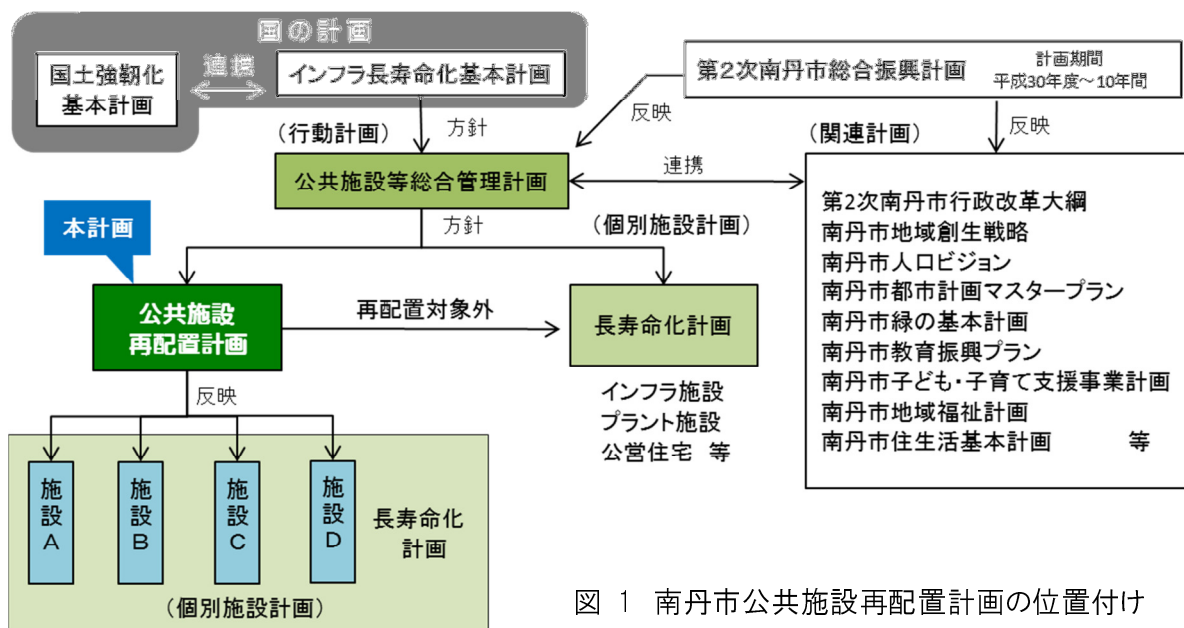 国の計画
国土強靭化
基本計画
連携
インフラ長寿命化基本計画
第2次南丹市総合振興計画
計画期間
平成30年度～10年間
(行動計画)
方針
反映
(関連計画)
反映
公共施設等総合管理計画
連携
本計画
方針
(個別施設計画)
公共施設
再配置計画
再配置対象外
長寿命化計画
インフラ施設
プラント施設
公営住宅 等
第2次南丹市行政改革大綱
南丹市地域創生戦略
南丹市人口ビジョン
南丹市都市計画マスタープラン
南丹市緑の基本計画
南丹市教育振興プラン
南丹市子ども・子育て支援事業計画
南丹市地域福祉計画
南丹市住生活基本計画 等
反映
施設A
施設B
施設C
施設D
長寿命化
計画
(個別施設計画)
図 1 南丹市公共施設再配置計画の位置付け